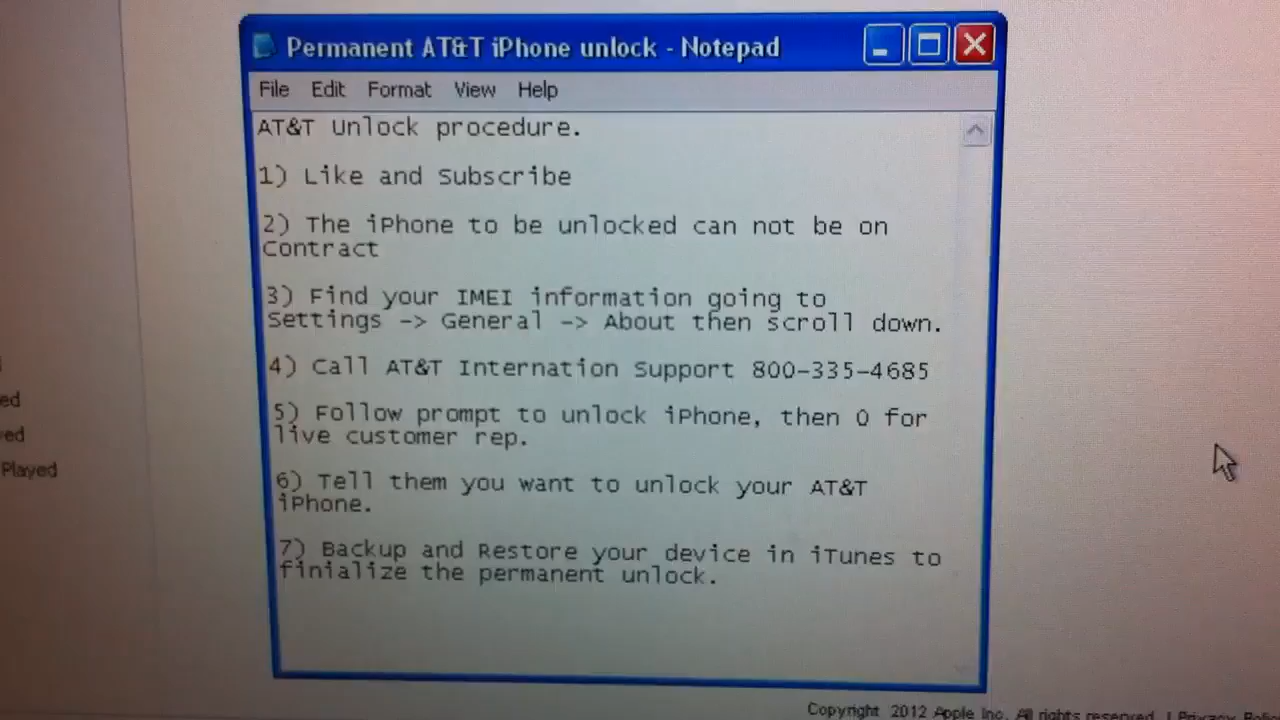 Permanent AT&T iPhone unlock - Notepad
File Edit Format View Help
AT&T Unlock procedure.
1) Like and Subscribe
2) The iPhone to be unlocked can not be on
Contract
3) Find your IMEI information going to
Settings -> General -> About then scroll down.
4) Call AT&T Internation Support 800-335-4685
5) Follow prompt to unlock iPhone, then 0 for
live customer rep.
6) Tell them you want to unlock your AT&T
iPhone.
7) Backup and Restore your device in iTunes to
finialize the permanent unlock.
Played
Copyright 2012 Apple Inc. All rights reserved. | Privacy